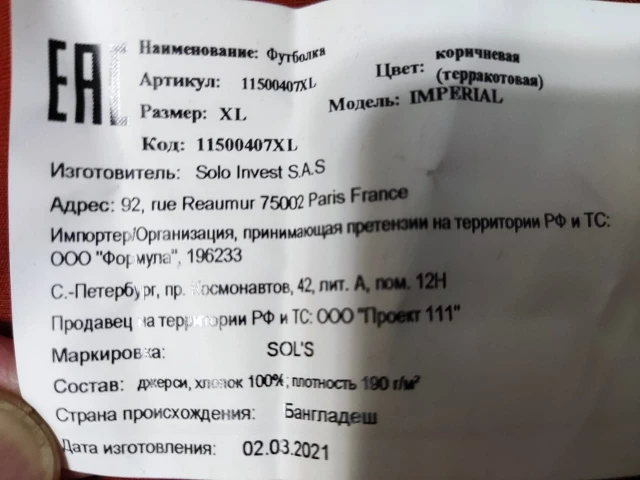 EAC
Наименование: Футболка
Цвет: коричневая
(терракотовая)
Артикул: 11500407XL
Модель: IMPERIAL
Размер: XL
Код: 11500407XL
Изготовитель: Solo Invest S.A.S
Адрес: 92, rue Reaumur 75002 Paris France
Импортер/Организация, принимающая претензии на территории РФ и ТС:
ООО "Формула", 196233
С.-Петербург, пр. Космонавтов, 42, лит. А, пом. 12Н
Продавец на территории РФ и ТС: ООО "Проект 111"
Маркировка: SOL'S
Состав: джерси, хлопок 100%; плотность 190 г/м²
Страна происхождения: Бангладеш
Дата изготовления: 02.03.2021